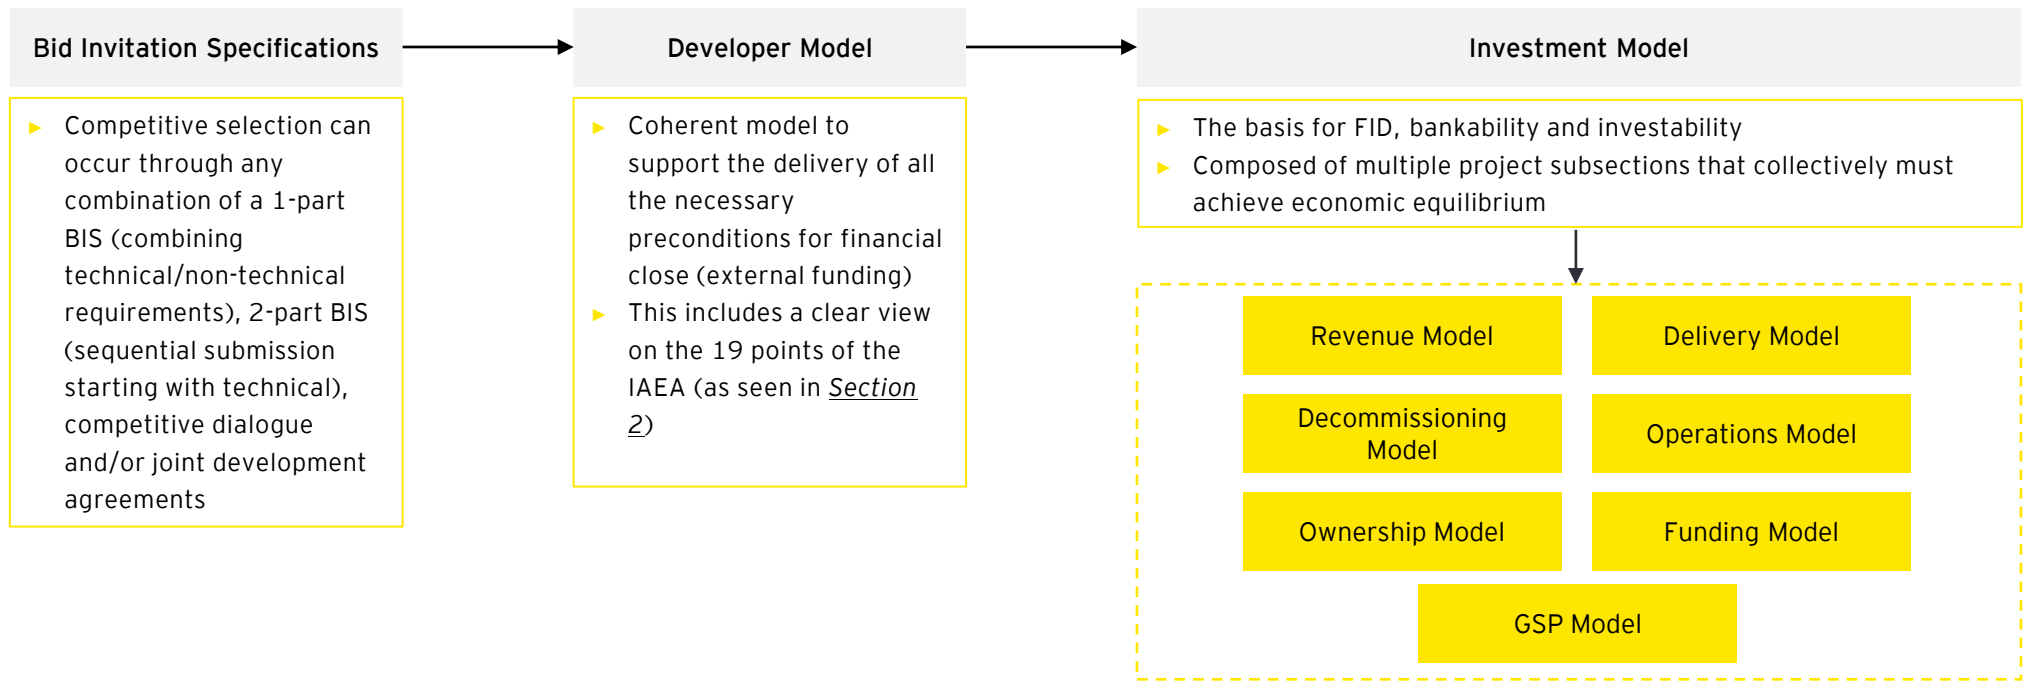 Bid Invitation Specifications
Competitive selection can
occur through any
combination of a 1-part
BIS (combining
technical/non-technical
requirements), 2-part BIS
(sequential submission
starting with technical),
competitive dialogue
and/or joint development
agreements
Developer Model
Coherent model to
support the delivery of all
the necessary
preconditions for financial
close (external funding)
This includes a clear view
on the 19 points of the
IAEA (as seen in Section
2)
Investment Model
The basis for FID, bankability and investability
Composed of multiple project subsections that collectively must
achieve economic equilibrium
Revenue Model
Delivery Model
Decommissioning
Model
Operations Model
Ownership Model
Funding Model
GSP Model